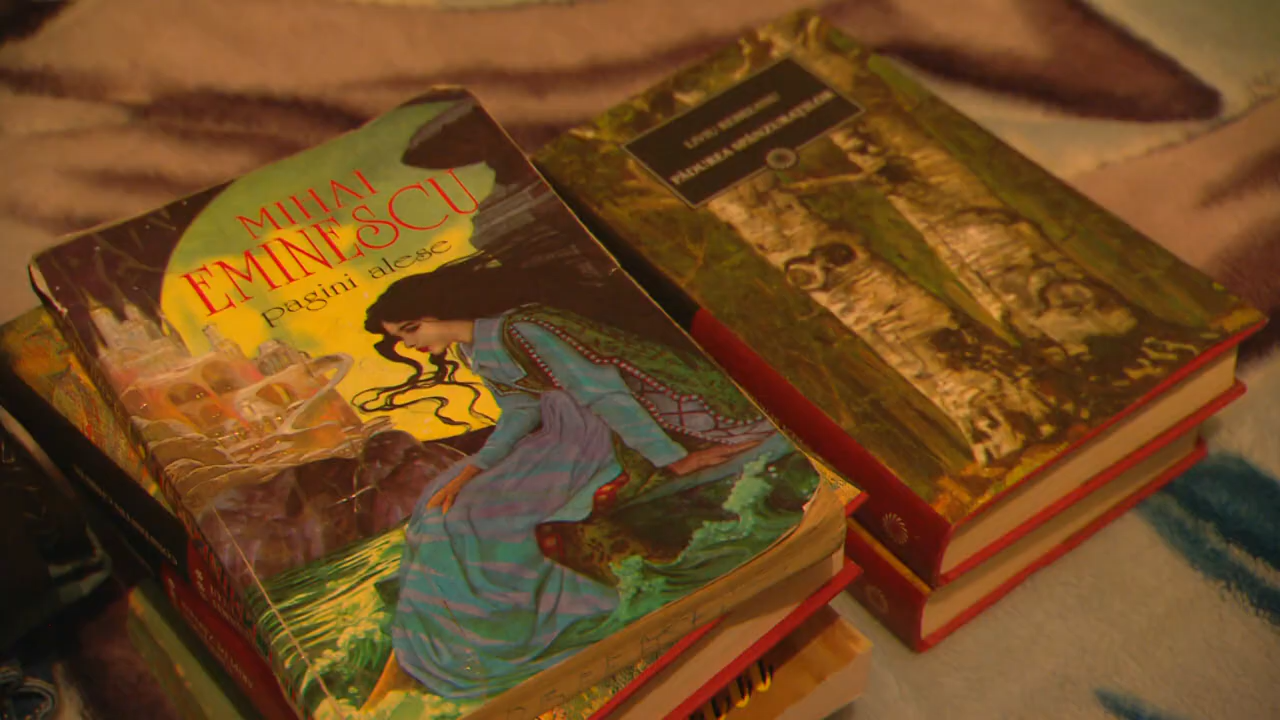 MIHAI
EMINESCU
pagini alese
LIVIU REBREANU
PĂDUREA SPÂNZURAȚILOR